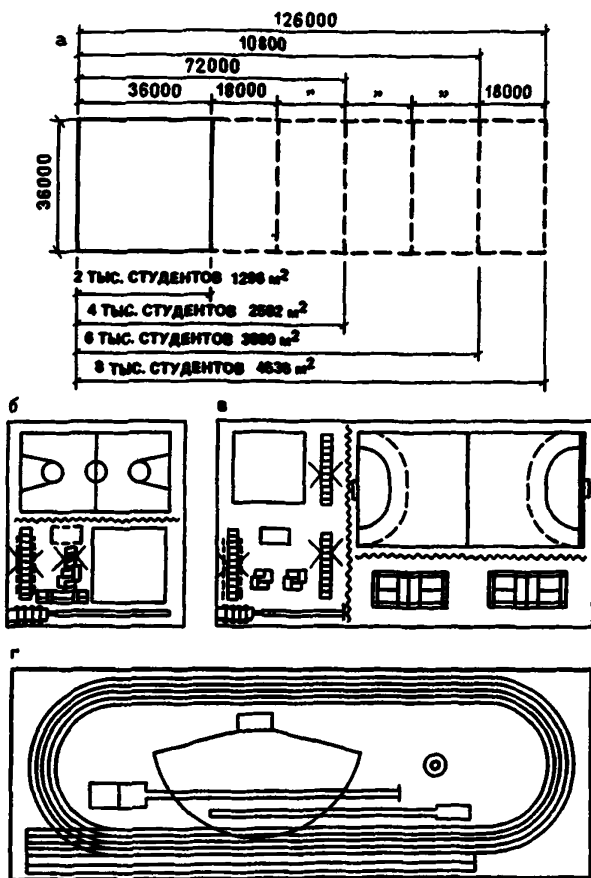 126000
а
10800
72000
36000 18000 " " " 18000
36000
2 ТЫС. СТУДЕНТОВ 1296 м²
4 ТЫС. СТУДЕНТОВ 2592 м²
6 ТЫС. СТУДЕНТОВ м²
8 ТЫС. СТУДЕНТОВ 4536 м²
б
в
г